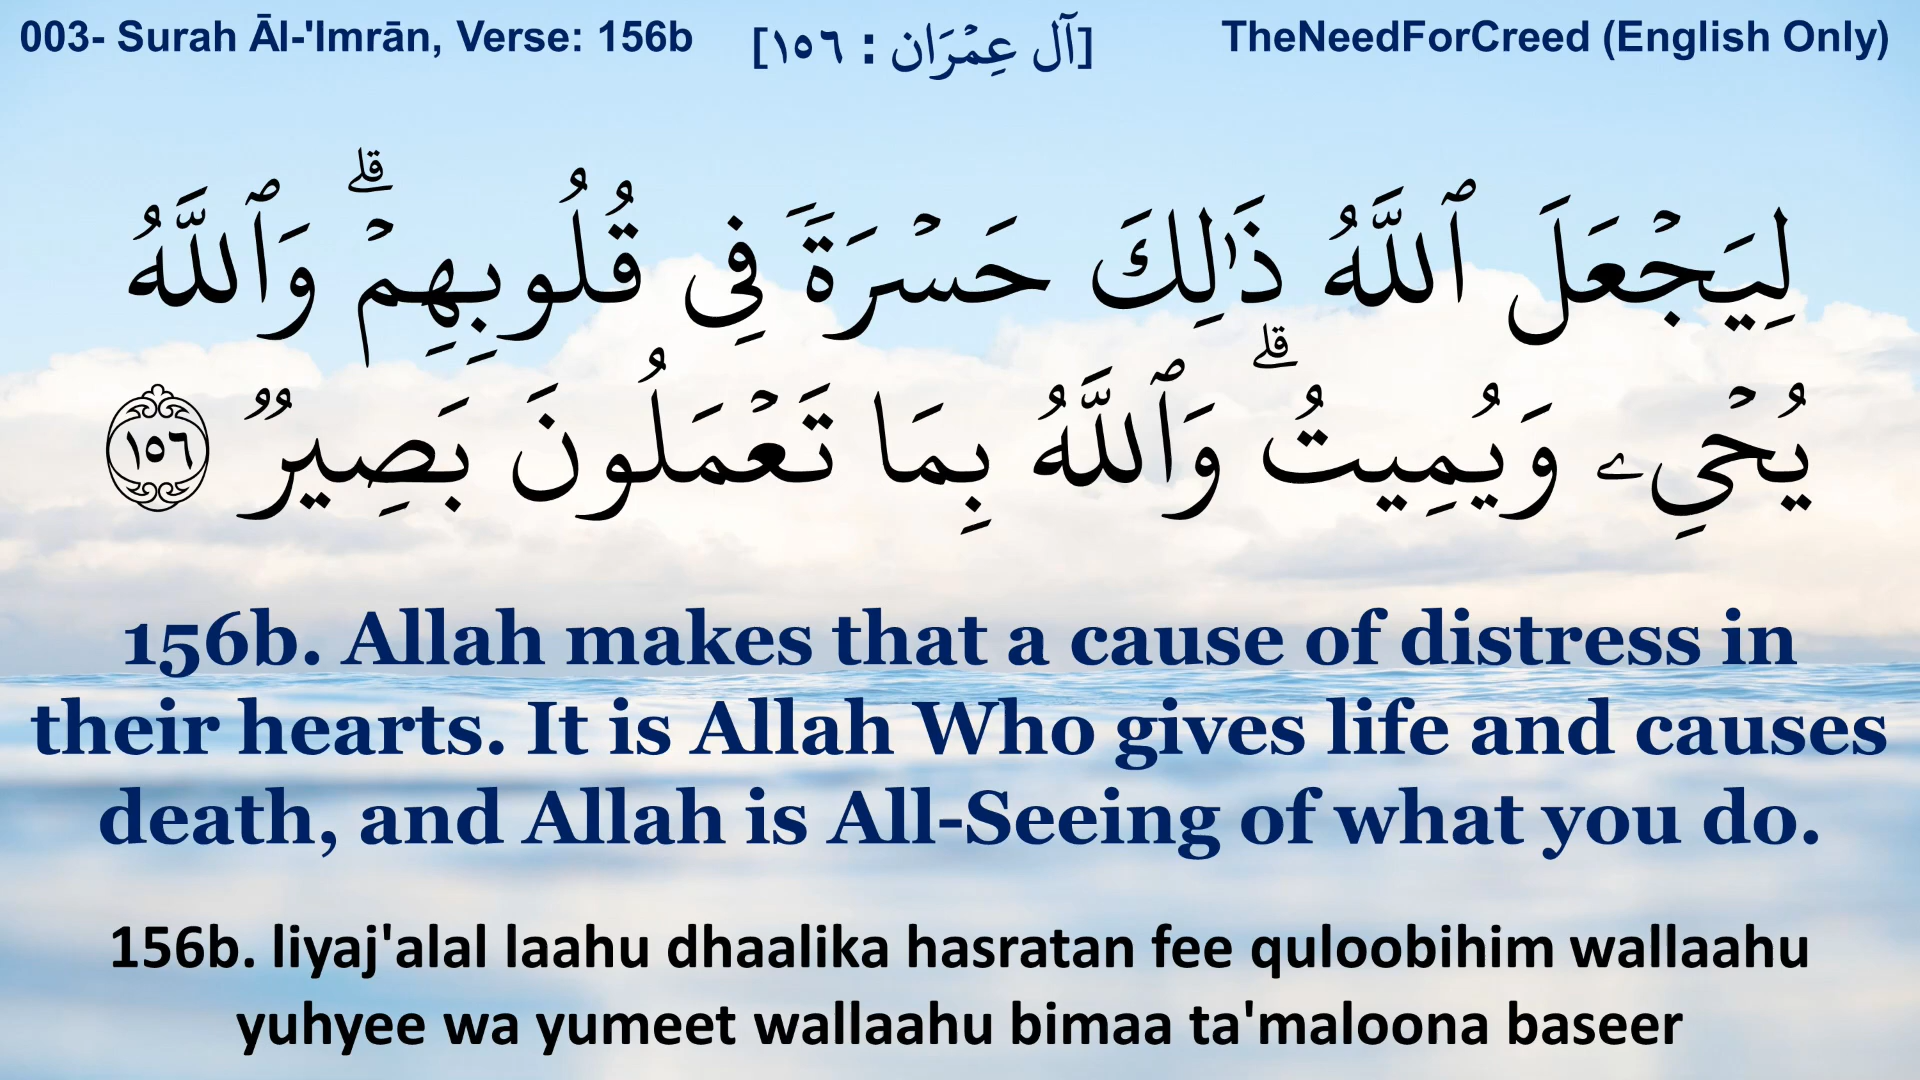 003- Surah Āl-'Imrān, Verse: 156b
[آل عِمْرَان : ١٥٦]
TheNeedForCreed (English Only)
لِيَجْعَلَ ٱللَّهُ ذَٰلِكَ حَسْرَةً فِى قُلُوبِهِمْ ۗ وَٱللَّهُ
يُحْىِۦ وَيُمِيتُ ۗ وَٱللَّهُ بِمَا تَعْمَلُونَ بَصِيرٌ ١٥٦
156b. Allah makes that a cause of distress in
their hearts. It is Allah Who gives life and causes
death, and Allah is All-Seeing of what you do.
156b. liyaj'alal laahu dhaalika hasratan fee quloobihim wallaahu
yuhyee wa yumeet wallaahu bimaa ta'maloona baseer